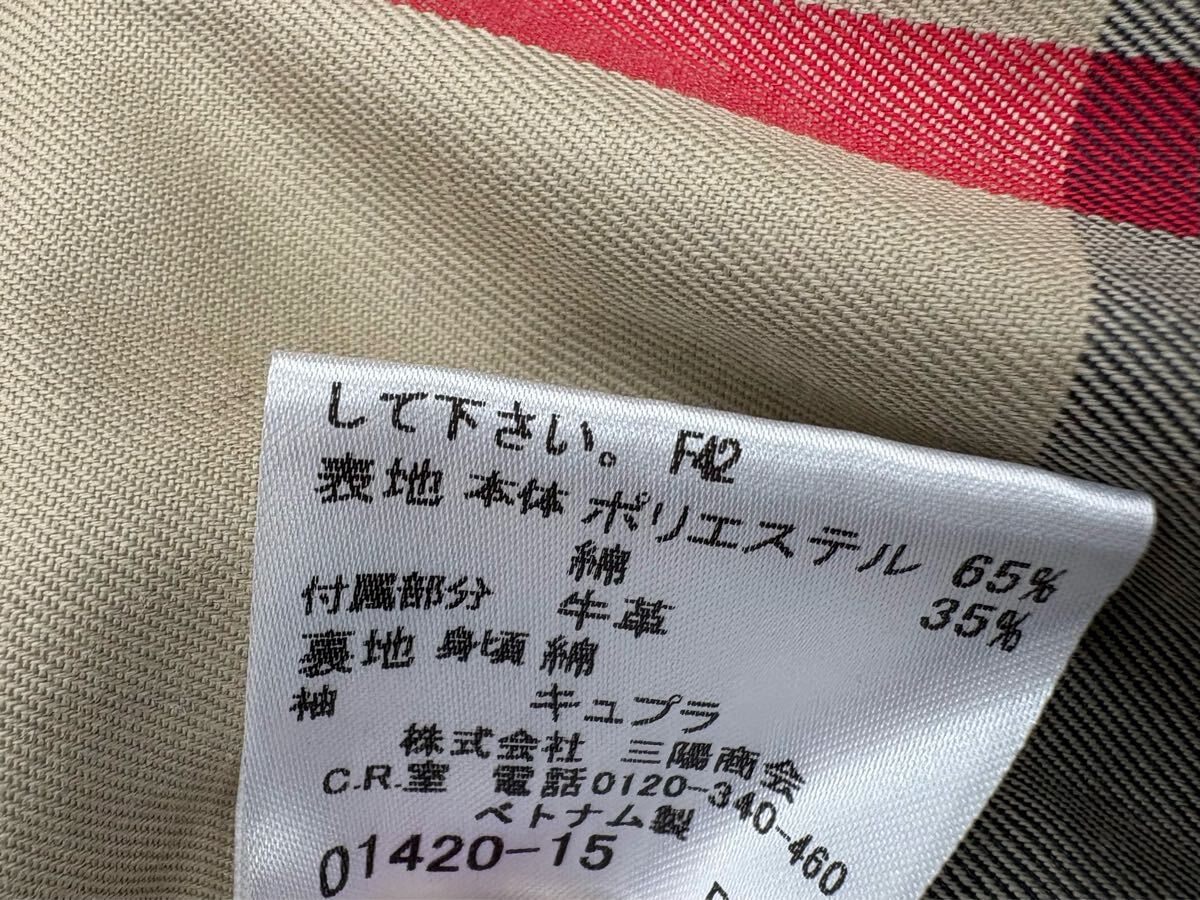 して下さい。 F42
表地 本体 ポリエステル 65%
綿 35%
付属部分 牛革
裏地 身頃 綿
袖 キュプラ
株式会社 三陽商会
C.R.室 電話0120-340-460
ベトナム製
01420-15